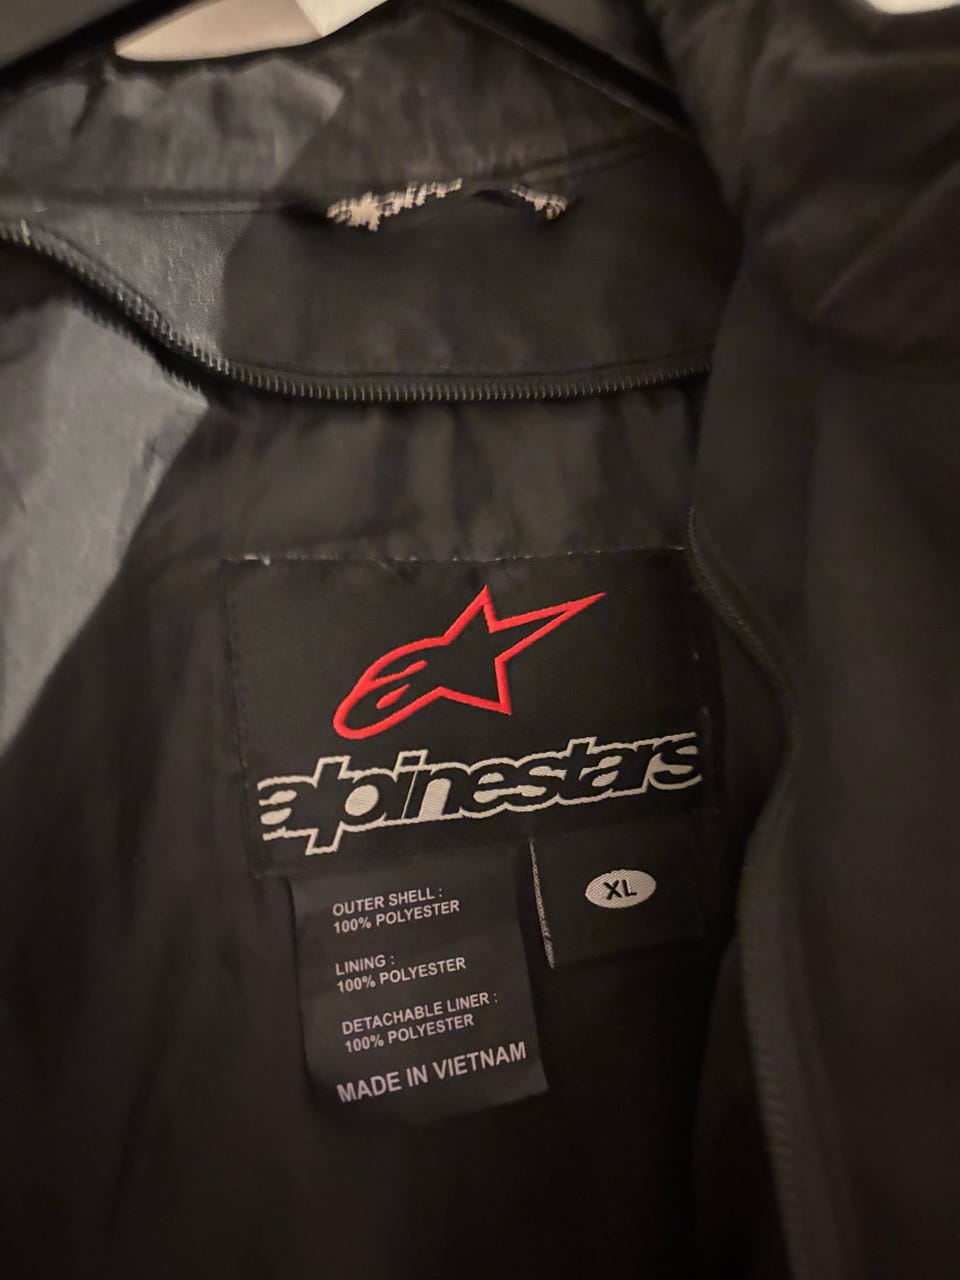 alpinestars
XL
OUTER SHELL :
100% POLYESTER
LINING :
100% POLYESTER
DETACHABLE LINER :
100% POLYESTER
MADE IN VIETNAM